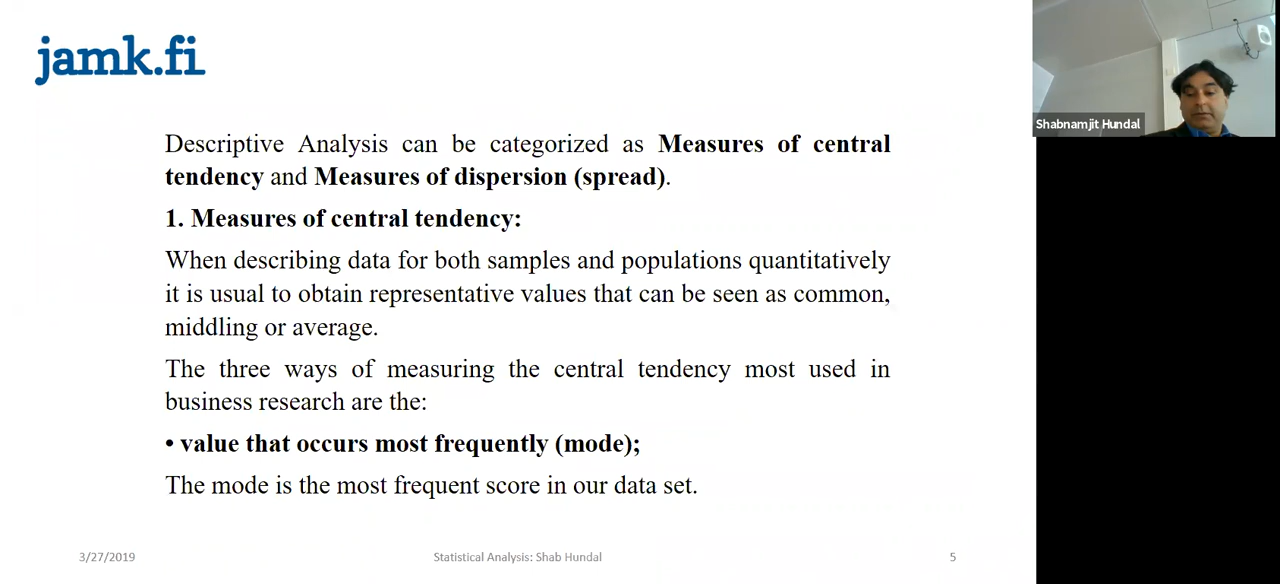 jamk.fi
Descriptive Analysis can be categorized as Measures of central
tendency and Measures of dispersion (spread).
1. Measures of central tendency:
When describing data for both samples and populations quantitatively
it is usual to obtain representative values that can be seen as common,
middling or average.
The three ways of measuring the central tendency most used in
business research are the:
• value that occurs most frequently (mode);
The mode is the most frequent score in our data set.
3/27/2019
Statistical Analysis: Shab Hundal
5
Shabnamjit Hundal